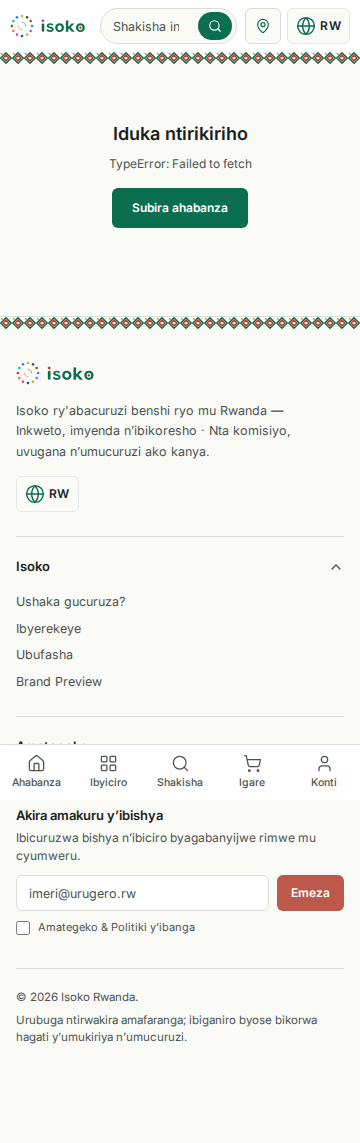 isoko
Shakisha in
RW
Iduka ntirikiriho
TypeError: Failed to fetch
Subira ahabanza
isoko
Isoko ry'abacuruzi benshi ryo mu Rwanda —
Inkweto, imyenda n'ibikoresho · Nta komisiyo,
uvugana n'umucuruzi ako kanya.
RW
Isoko
Ushaka gucuruza?
Ibyerekeye
Ubufasha
Brand Preview
Ahabanza
Ibyiciro
Shakisha
Igare
Konti
Akira amakuru y’ibishya
Ibicuruzwa bishya n’ibiciro byagabanyijwe rimwe mu
cyumweru.
imeri@urugero.rw
Emeza
Amategeko & Politiki y'ibanga
© 2026 Isoko Rwanda.
Urubuga ntirwakira amafaranga; ibiganiro byose bikorwa
hagati y’umukiriya n’umucuruzi.